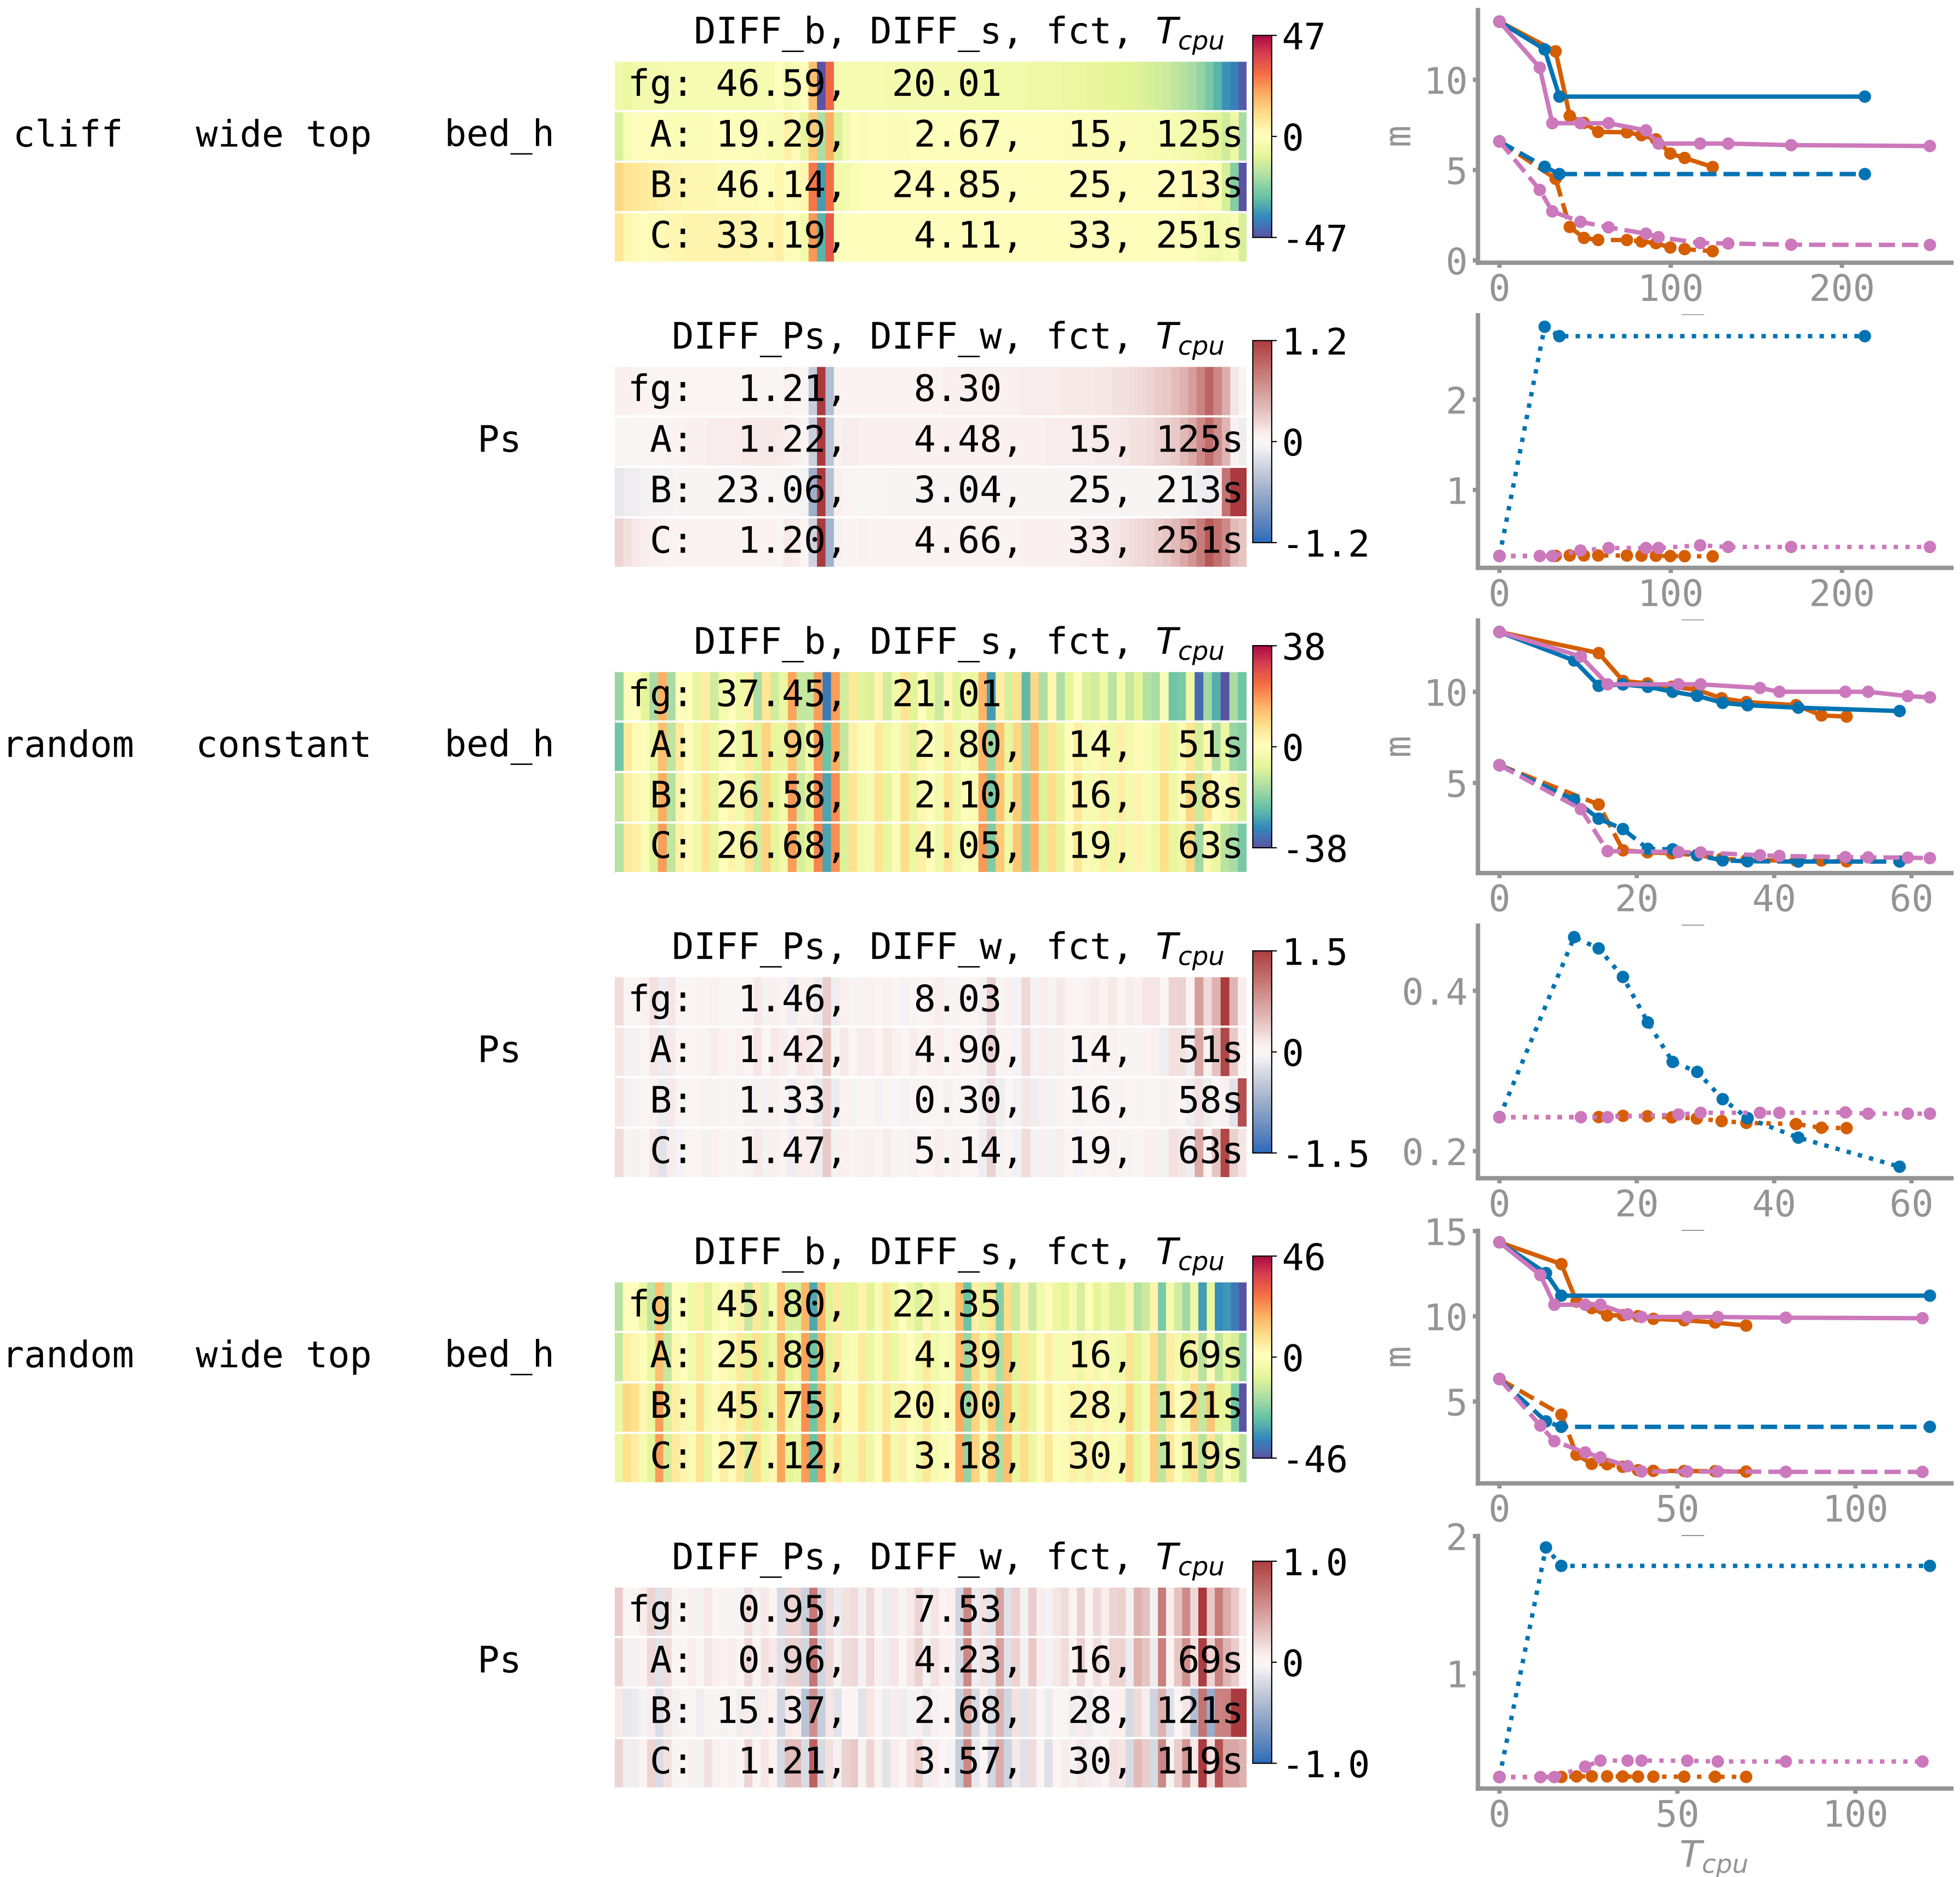 DIFF_b, DIFF_s, fct, T_cpu
47
fg: 46.59, 20.01
10
cliff wide top bed_h
A: 19.29, 2.67, 15, 125s
0
m
B: 46.14, 24.85, 25, 213s
5
C: 33.19, 4.11, 33, 251s
-47
0
0 100 200
DIFF_Ps, DIFF_w, fct, T_cpu
1.2
fg: 1.21, 8.30
2
Ps
A: 1.22, 4.48, 15, 125s
0
B: 23.06, 3.04, 25, 213s
1
C: 1.20, 4.66, 33, 251s
-1.2
0 100 200
DIFF_b, DIFF_s, fct, T_cpu
38
fg: 37.45, 21.01
10
random constant bed_h
A: 21.99, 2.80, 14, 51s
0
m
B: 26.58, 2.10, 16, 58s
5
C: 26.68, 4.05, 19, 63s
-38
0 20 40 60
DIFF_Ps, DIFF_w, fct, T_cpu
1.5
fg: 1.46, 8.03
0.4
Ps
A: 1.42, 4.90, 14, 51s
0
B: 1.33, 0.30, 16, 58s
C: 1.47, 5.14, 19, 63s
-1.5
0.2
0 20 40 60
DIFF_b, DIFF_s, fct, T_cpu
46
15
fg: 45.80, 22.35
10
random wide top bed_h
A: 25.89, 4.39, 16, 69s
0
m
B: 45.75, 20.00, 28, 121s
5
C: 27.12, 3.18, 30, 119s
-46
0 50 100
DIFF_Ps, DIFF_w, fct, T_cpu
1.0
2
fg: 0.95, 7.53
Ps
A: 0.96, 4.23, 16, 69s
0
1
B: 15.37, 2.68, 28, 121s
C: 1.21, 3.57, 30, 119s
-1.0
0 50 100
T_cpu